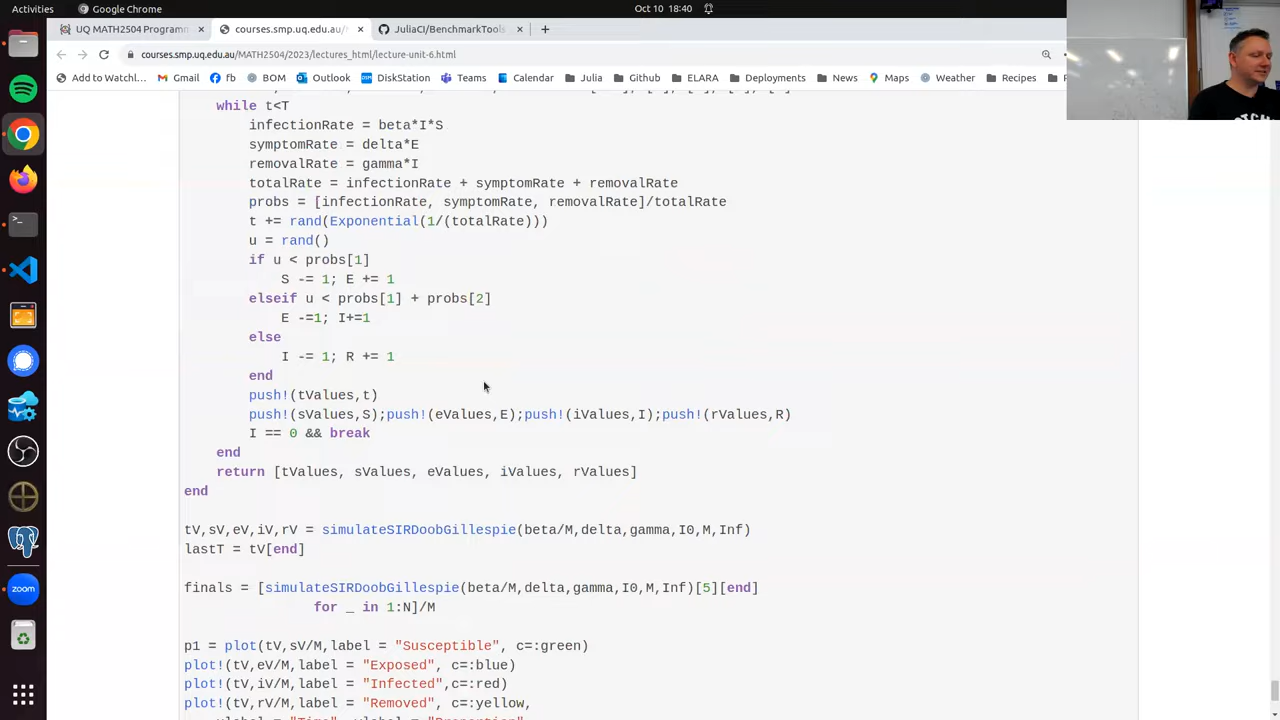 Activities
Google Chrome
Oct 10 18:40
UQ MATH2504 Programm
courses.smp.uq.edu.au/
JuliaCI/BenchmarkTools
courses.smp.uq.edu.au/MATH2504/2023/lectures_html/lecture-unit-6.html
Add to Watchl...
Gmail
fb
BOM
Outlook
DiskStation
Teams
Calendar
Julia
Github
ELARA
Deployments
News
Maps
Weather
Recipes
while t<T
infectionRate = beta*I*S
symptomRate = delta*E
removalRate = gamma*I
totalRate = infectionRate + symptomRate + removalRate
probs = [infectionRate, symptomRate, removalRate]/totalRate
t += rand(Exponential(1/(totalRate)))
u = rand()
if u < probs[1]
S -= 1; E += 1
elseif u < probs[1] + probs[2]
E -=1; I+=1
else
I -= 1; R += 1
end
push!(tValues,t)
push!(sValues,S);push!(eValues,E);push!(iValues,I);push!(rValues,R)
I == 0 && break
end
return [tValues, sValues, eValues, iValues, rValues]
end
tV,sV,eV,iV,rV = simulateSIRDoobGillespie(beta/M,delta,gamma,I0,M,Inf)
lastT = tV[end]
finals = [simulateSIRDoobGillespie(beta/M,delta,gamma,I0,M,Inf)[5][end]
for _ in 1:N]/M
p1 = plot(tV,sV/M,label = "Susceptible", c=:green)
plot!(tV,eV/M,label = "Exposed", c=:blue)
plot!(tV,iV/M,label = "Infected",c=:red)
plot!(tV,rV/M,label = "Removed", c=:yellow,
zoom